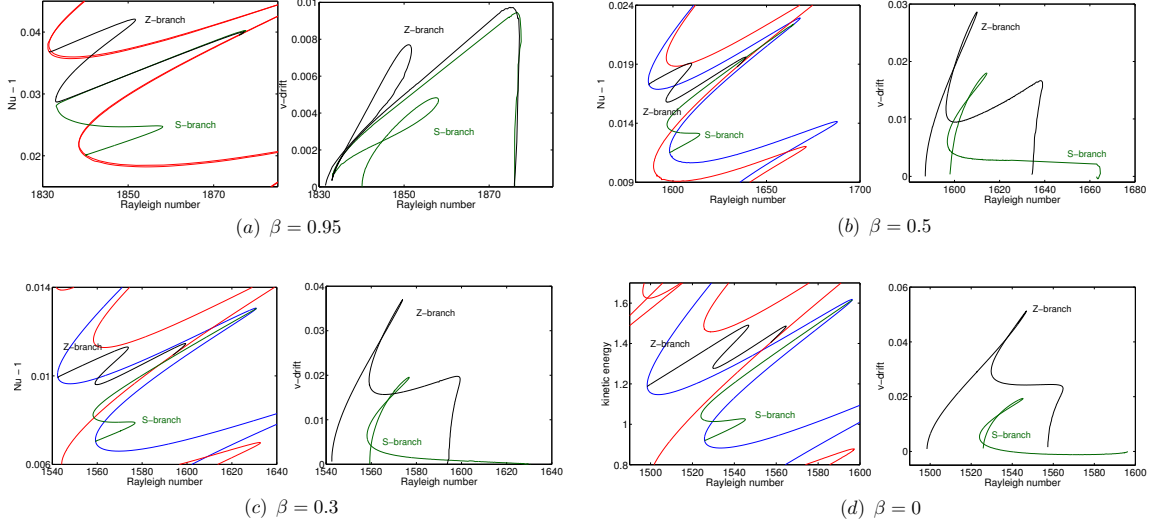 0.04
0.03
0.02
Nu − 1
Z−branch
S−branch
1830
1850
1870
Rayleigh number
0.01
0.008
0.006
0.004
0.002
0
v−drift
Z−branch
S−branch
1830
1850
1870
Rayleigh number
(a) β = 0.95
0.024
0.019
0.014
0.009
Nu − 1
Z−branch
S−branch
1600
1650
1700
Rayleigh number
0.03
0.02
0.01
0
v−drift
Z−branch
S−branch
1600
1620
1640
1660
1680
Rayleigh number
(b) β = 0.5
0.014
0.01
0.006
Nu − 1
Z−branch
S−branch
1540
1560
1580
1600
1620
1640
Rayleigh number
0.04
0.03
0.02
0.01
0
v−drift
Z−branch
S−branch
1540
1560
1580
1600
1620
1640
Rayleigh number
(c) β = 0.3
1.6
1.4
1.2
1
0.8
kinetic energy
Z−branch
S−branch
1500
1520
1540
1560
1580
1600
Rayleigh number
0.06
0.04
0.02
0
v−drift
Z−branch
S−branch
1500
1520
1540
1560
1580
1600
Rayleigh number
(d) β = 0